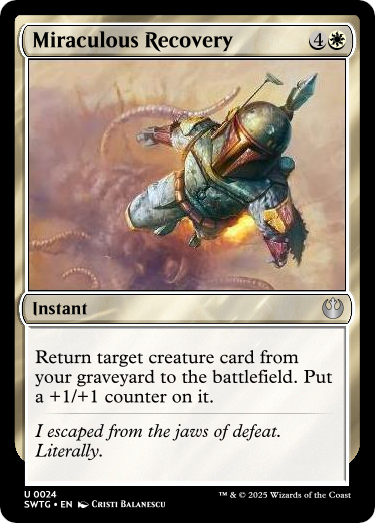 Miraculous Recovery 4
Instant
Return target creature card from
your graveyard to the battlefield. Put
a +1/+1 counter on it.
I escaped from the jaws of defeat.
Literally.
U 0024
SWTG • EN Cristi Balanescu
™ & © 2025 Wizards of the Coast